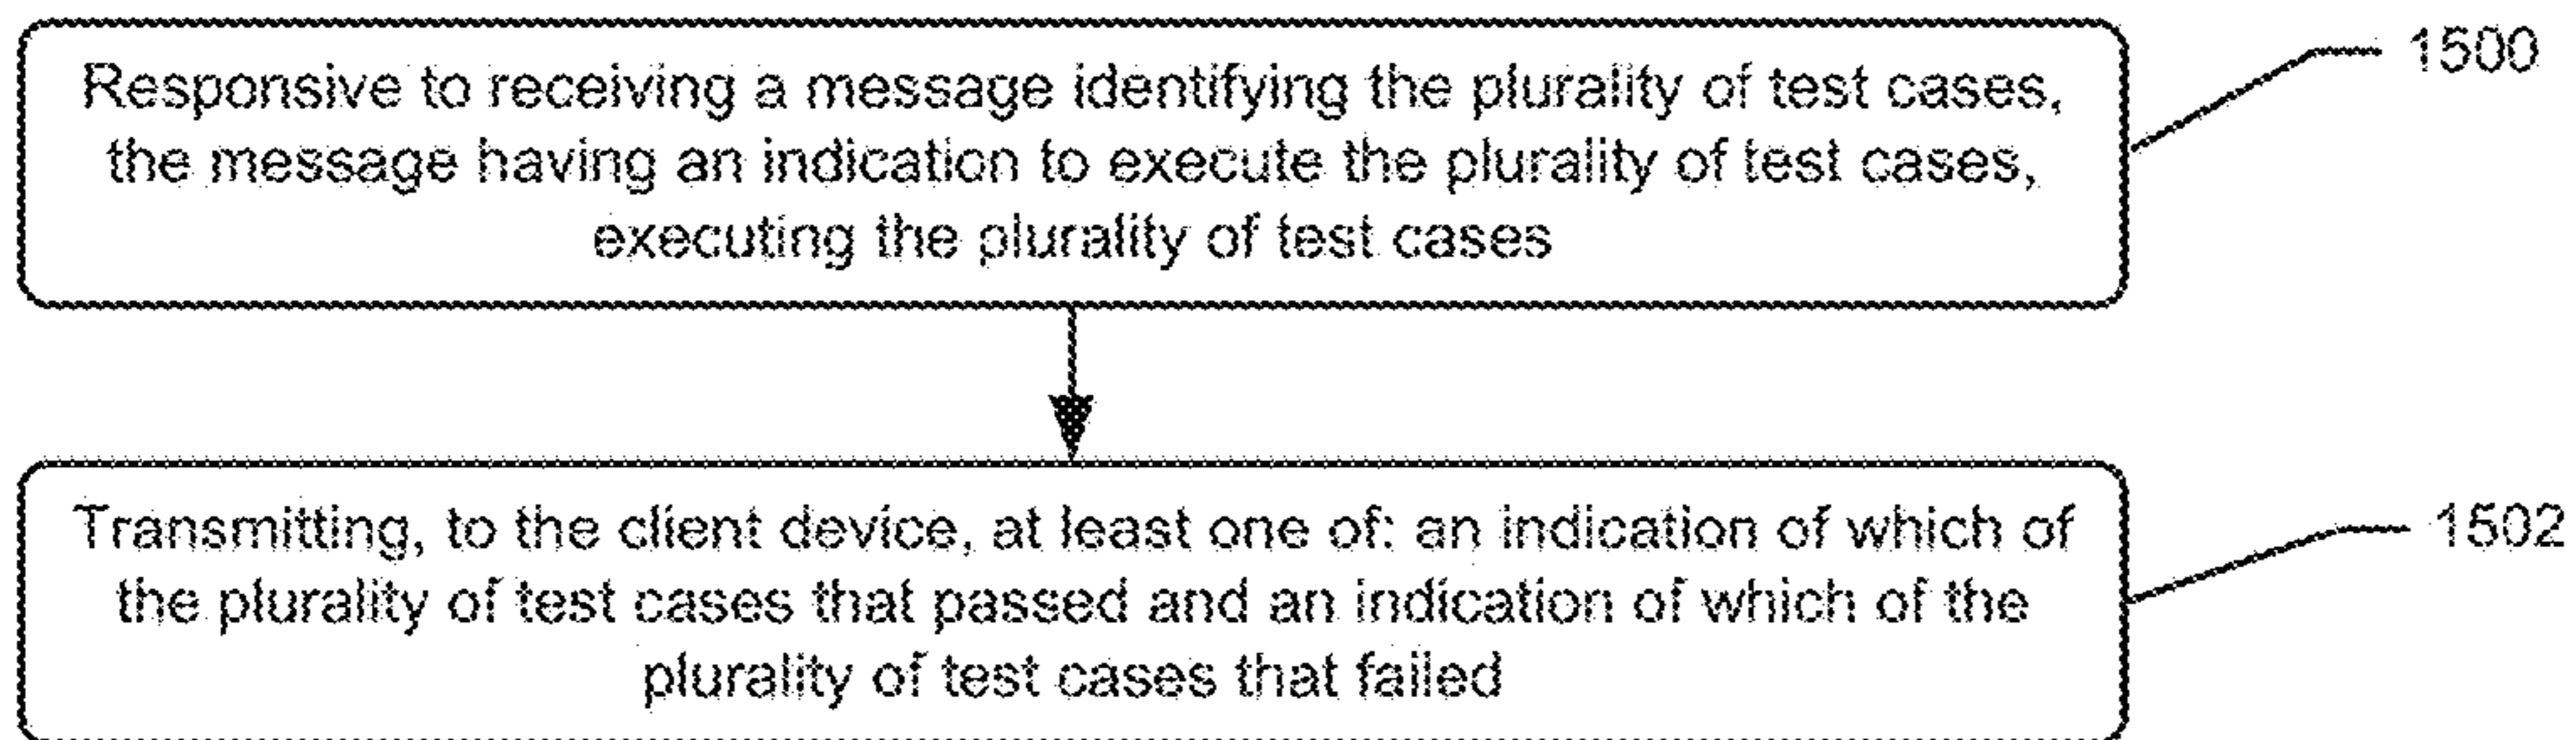 Responsive to receiving a message identifying the plurality of test cases,
the message having an indication to execute the plurality of test cases,
executing the plurality of test cases
1500
Transmitting, to the client device, at least one of: an indication of which of
the plurality of test cases that passed and an indication of which of the
plurality of test cases that failed
1502